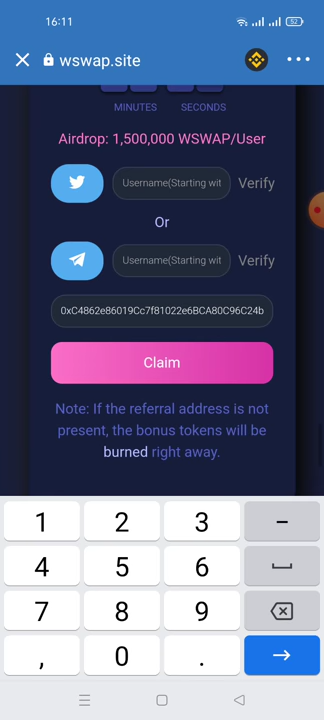 16:11
52
wswap.site
MINUTES SECONDS
Airdrop: 1,500,000 WSWAP/User
Username(Starting wit Verify
Or
Username(Starting wit Verify
0xC4862e86019Cc7f81022e6BCA80C96C24b
Claim
Note: If the referral address is not
present, the bonus tokens will be
burned right away.
1 2 3 -
4 5 6
7 8 9
, 0 .